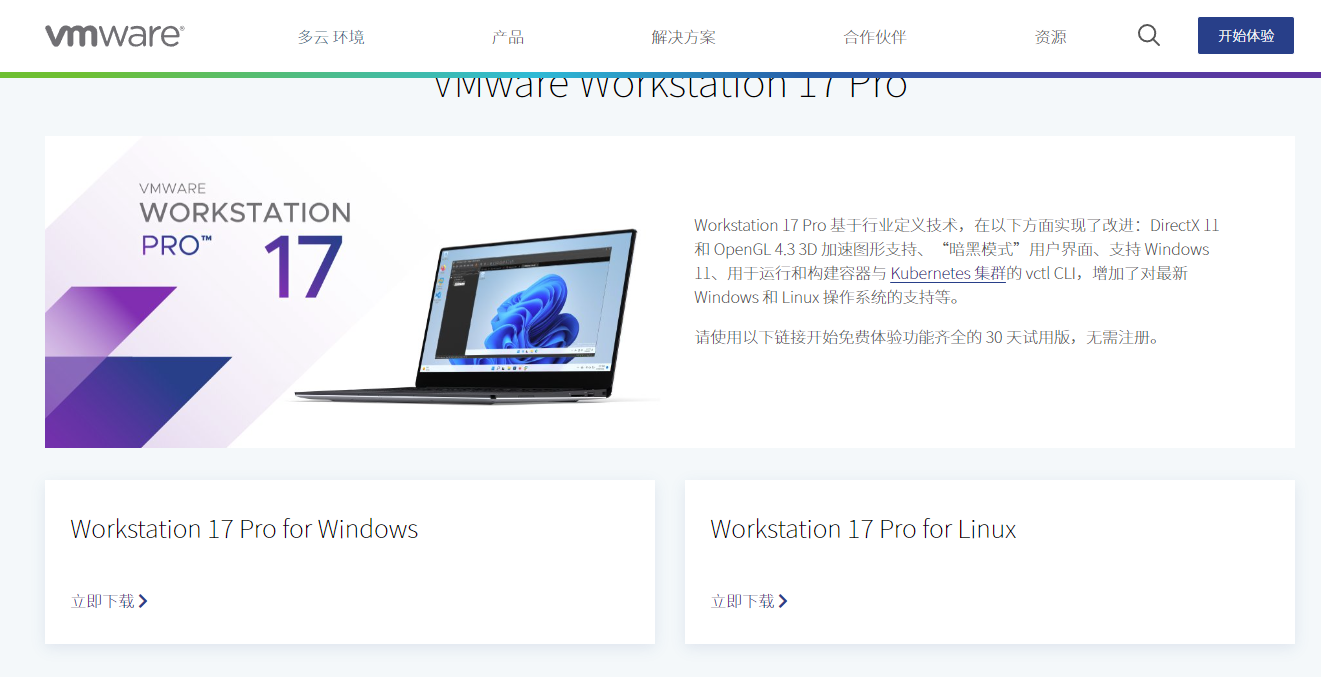 vmware®
多云 环境
产品
解决方案
合作伙伴
资源
开始体验
VMware Workstation 17 Pro
VMWARE
WORKSTATION
PRO™ 17
Workstation 17 Pro 基于行业定义技术，在以下方面实现了改进：DirectX 11
和 OpenGL 4.3 3D 加速图形支持、“暗黑模式”用户界面、支持 Windows
11、用于运行和构建容器与 Kubernetes 集群的 vctl CLI，增加了对最新
Windows 和 Linux 操作系统的支持等。
请使用以下链接开始免费体验功能齐全的 30 天试用版，无需注册。
Workstation 17 Pro for Windows
立即下载
Workstation 17 Pro for Linux
立即下载